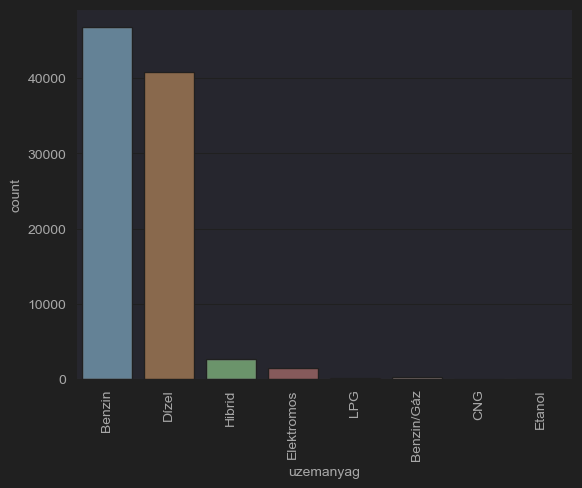 40000
30000
20000
10000
0
count
Benzin
Dízel
Hibrid
Elektromos
LPG
Benzin/Gáz
CNG
Etanol
uzemanyag